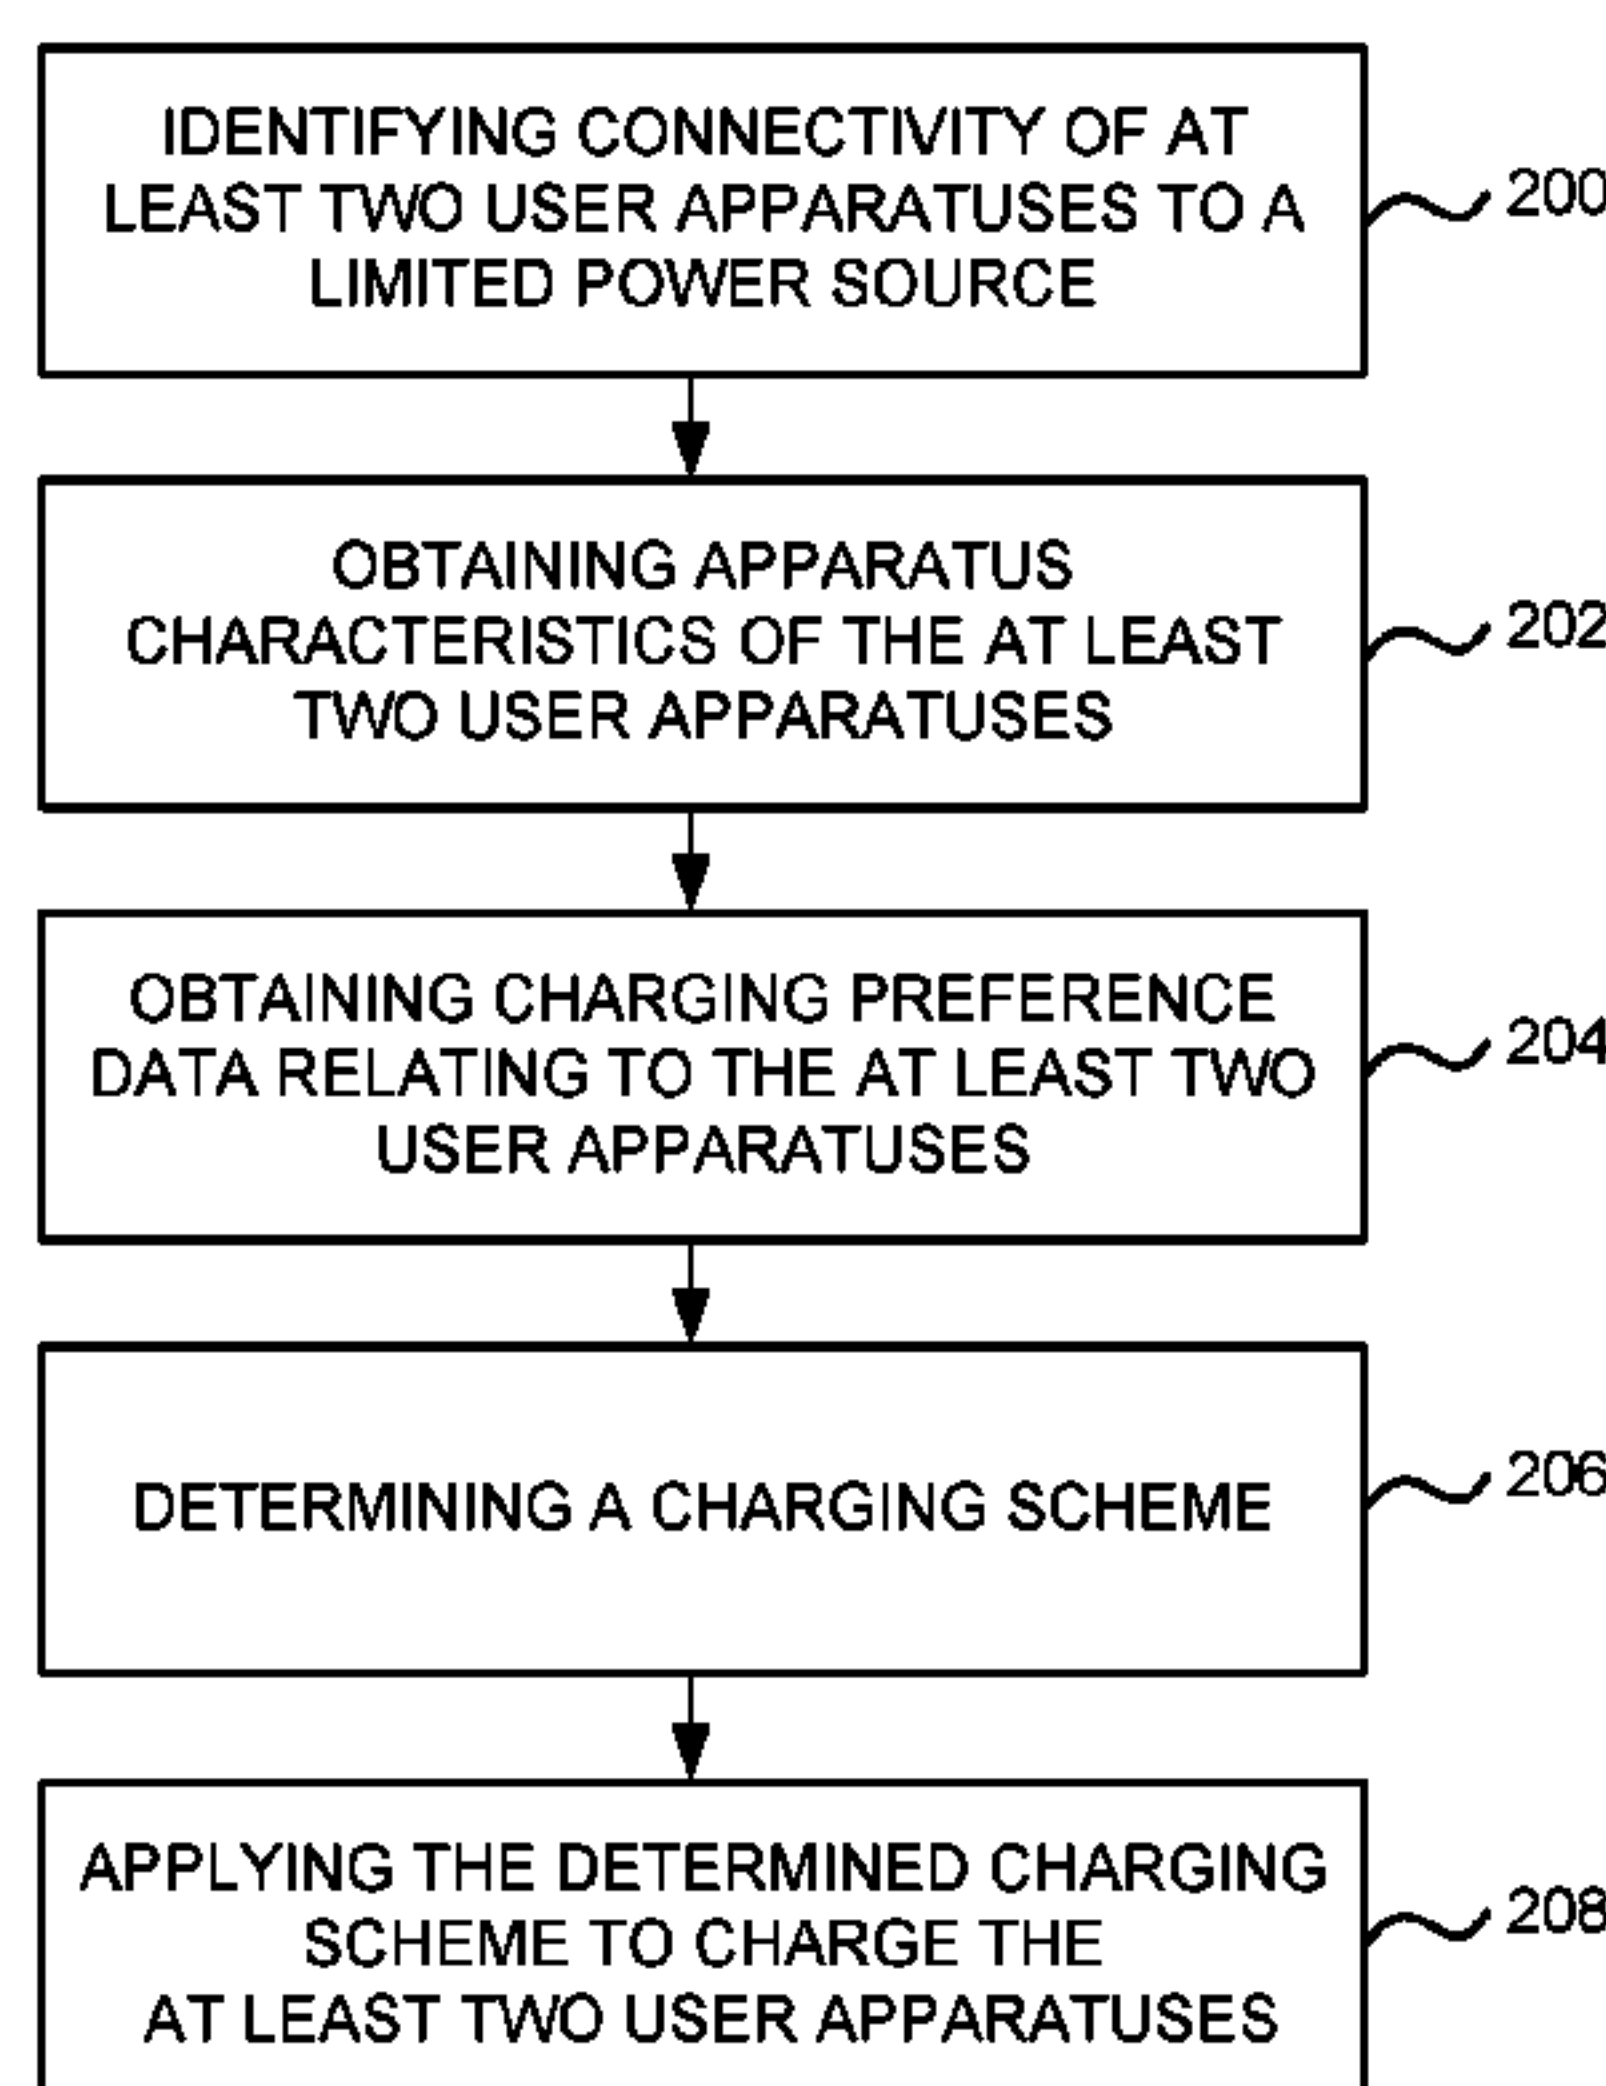 IDENTIFYING CONNECTIVITY OF AT
LEAST TWO USER APPARATUSES TO A
LIMITED POWER SOURCE
200
OBTAINING APPARATUS
CHARACTERISTICS OF THE AT LEAST
TWO USER APPARATUSES
202
OBTAINING CHARGING PREFERENCE
DATA RELATING TO THE AT LEAST TWO
USER APPARATUSES
204
DETERMINING A CHARGING SCHEME
206
APPLYING THE DETERMINED CHARGING
SCHEME TO CHARGE THE
AT LEAST TWO USER APPARATUSES
208